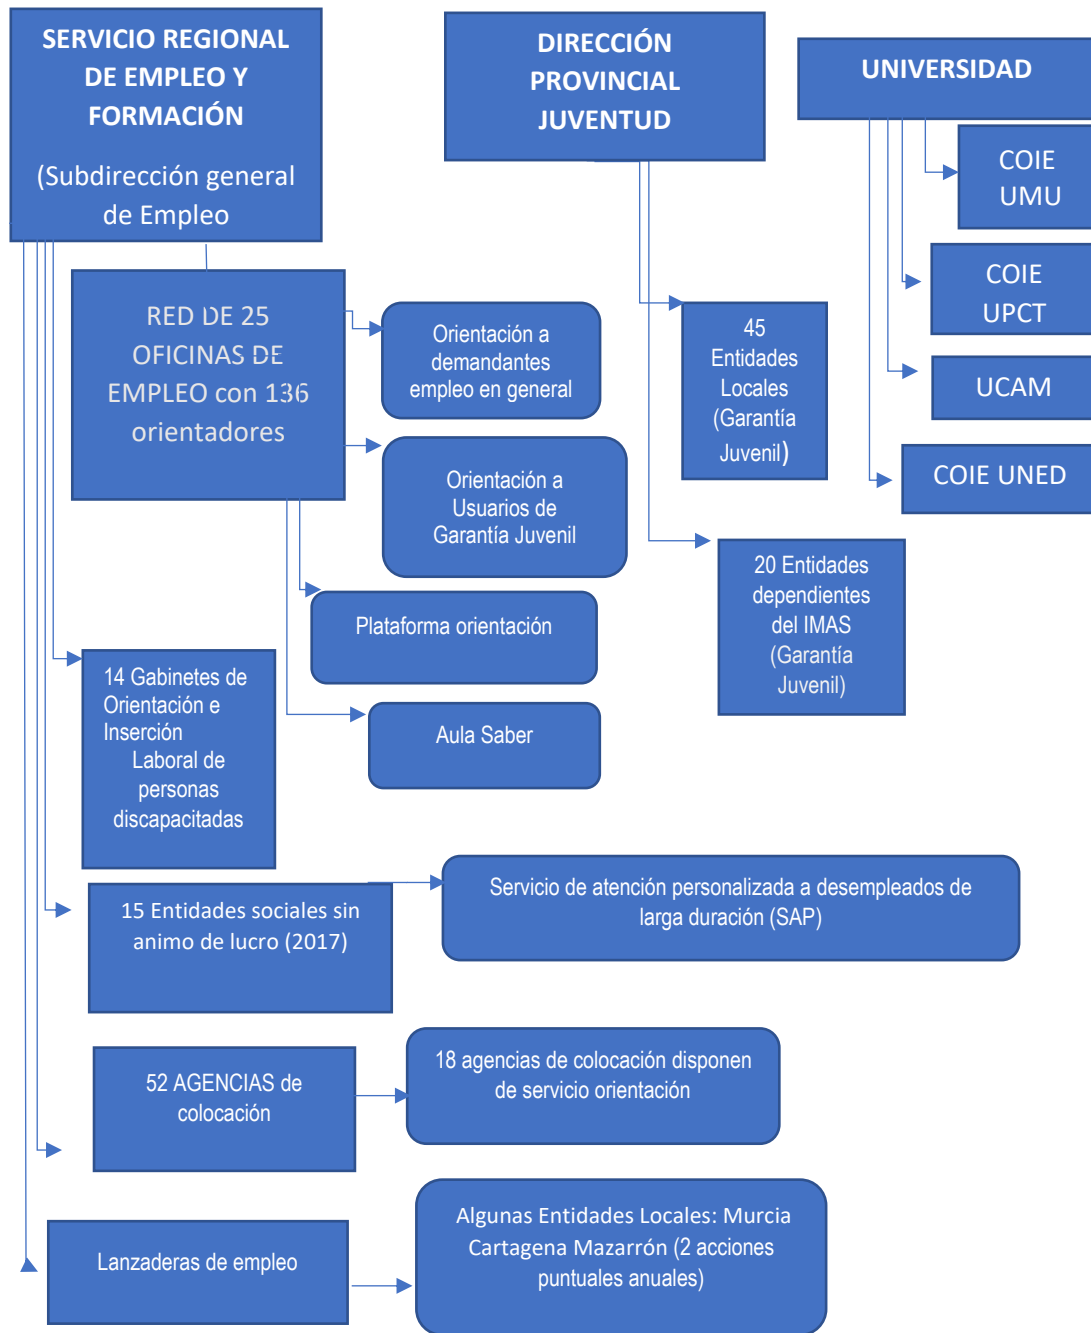 SERVICIO REGIONAL
DE EMPLEO Y
FORMACIÓN
(Subdirección general
de Empleo
DIRECCIÓN
PROVINCIAL
JUVENTUD
UNIVERSIDAD
COIE
UMU
COIE
UPCT
UCAM
COIE UNED
RED DE 25
OFICINAS DE
EMPLEO con 136
orientadores
Orientación a
demandantes
empleo en general
Orientación a
Usuarios de
Garantía Juvenil
Plataforma orientación
Aula Saber
45
Entidades
Locales
(Garantía
Juvenil)
20 Entidades
dependientes
del IMAS
(Garantía
Juvenil)
14 Gabinetes de
Orientación e
Inserción
Laboral de
personas
discapacitadas
15 Entidades sociales sin
animo de lucro (2017)
Servicio de atención personalizada a desempleados de
larga duración (SAP)
52 AGENCIAS de
colocación
18 agencias de colocación disponen
de servicio orientación
Lanzaderas de empleo
Algunas Entidades Locales: Murcia
Cartagena Mazarrón (2 acciones
puntuales anuales)